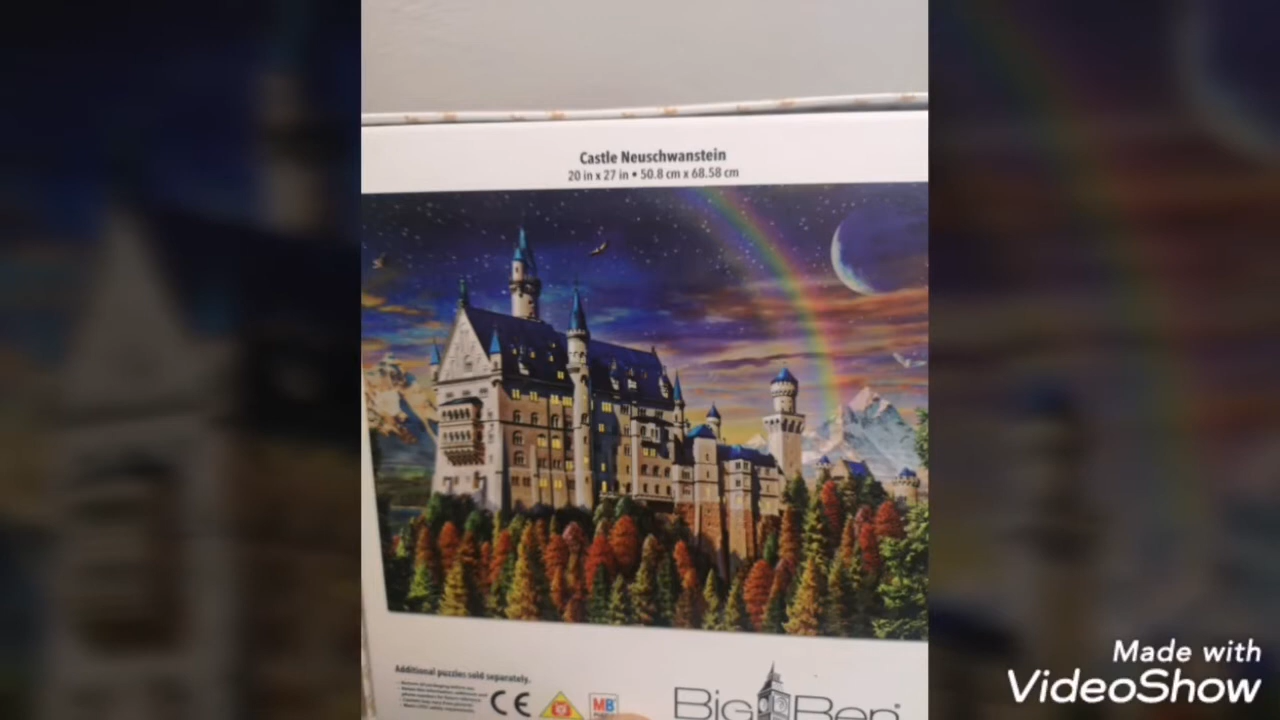 Castle Neuschwanstein
20 in x 27 in • 50.8 cm x 68.58 cm
Additional puzzles sold separately.
CE
MB
Big Ben
Made with
VideoShow